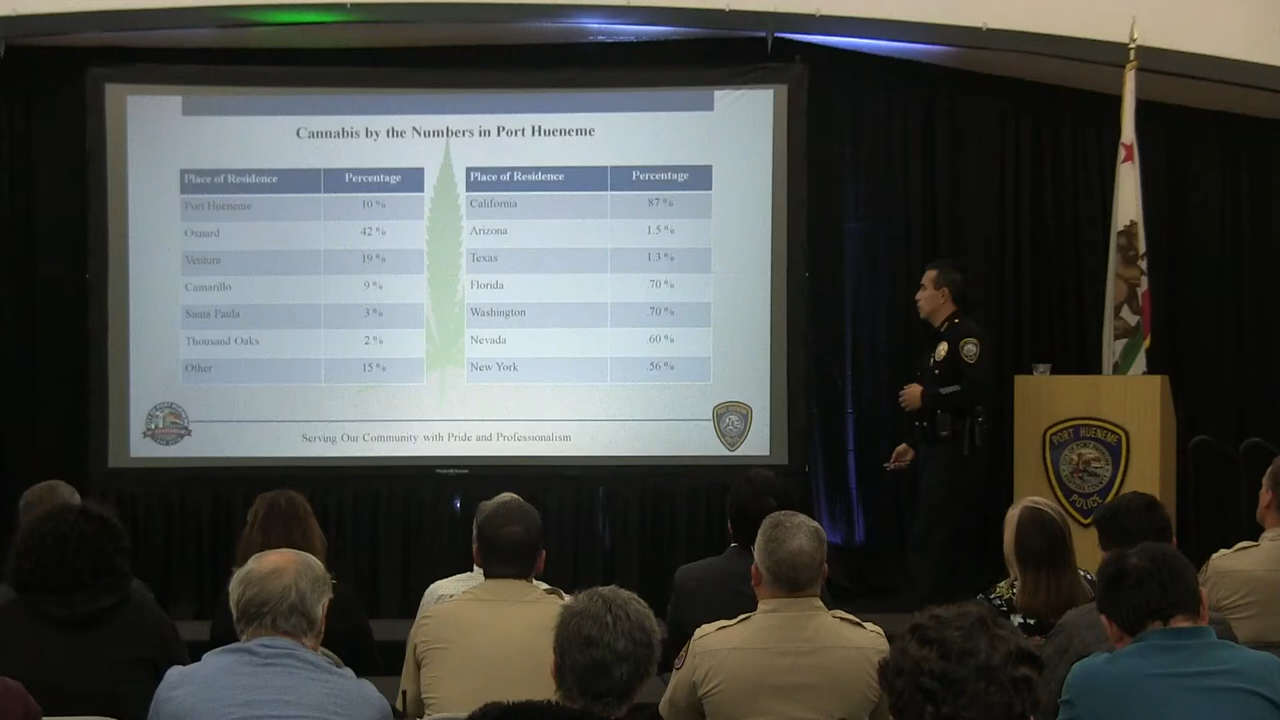 Cannabis by the Numbers in Port Hueneme
Place of Residence Percentage
Port Hueneme 10 %
Oxnard 42 %
Ventura 19 %
Camarillo 9 %
Santa Paula 3 %
Thousand Oaks 2 %
Other 15 %
Place of Residence Percentage
California 87 %
Arizona 1.5 %
Texas 1.3 %
Florida .70 %
Washington .70 %
Nevada .60 %
New York .56 %
Serving Our Community with Pride and Professionalism
PORT HUENEME
POLICE